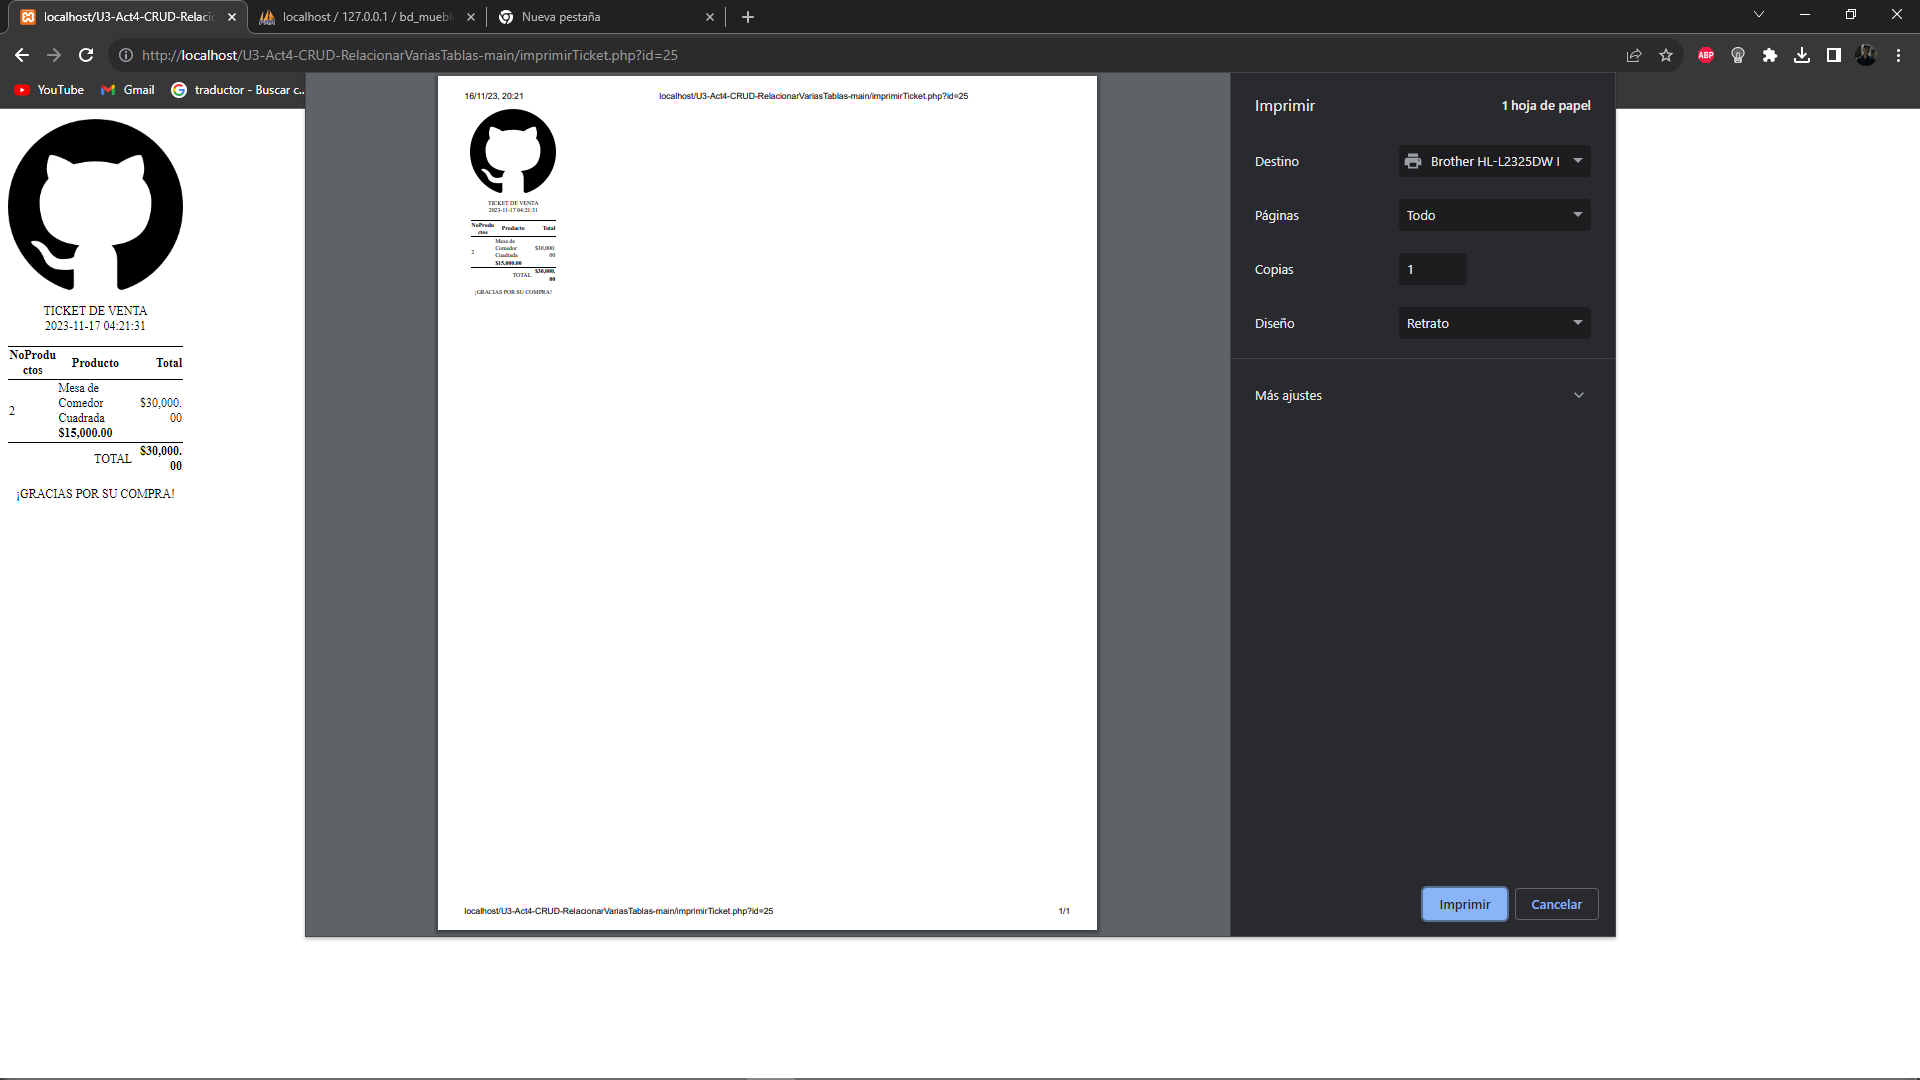 localhost/U3-Act4-CRUD-Relaci
localhost / 127.0.0.1 / bd_muebl
Nueva pestaña
http://localhost/U3-Act4-CRUD-RelacionarVariasTablas-main/imprimirTicket.php?id=25
ABP
YouTube
Gmail
traductor - Buscar c...
TICKET DE VENTA
2023-11-17 04:21:31
NoProdu
ctos
Producto
Total
2
Mesa de
Comedor
Cuadrada
$15,000.00
$30,000.
00
TOTAL
$30,000.
00
¡GRACIAS POR SU COMPRA!
16/11/23, 20:21
localhost/U3-Act4-CRUD-RelacionarVariasTablas-main/imprimirTicket.php?id=25
TICKET DE VENTA
2023-11-17 04:21:31
NoProdu
ctos
Producto
Total
2
Mesa de
Comedor
Cuadrada
$15,000.00
$30,000.
00
TOTAL
$30,000.
00
¡GRACIAS POR SU COMPRA!
localhost/U3-Act4-CRUD-RelacionarVariasTablas-main/imprimirTicket.php?id=25
1/1
Imprimir
1 hoja de papel
Destino
Brother HL-L2325DW
Páginas
Todo
Copias
1
Diseño
Retrato
Más ajustes
Imprimir
Cancelar